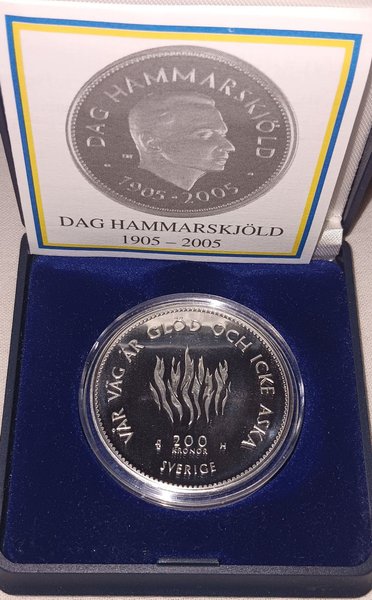 DAG HAMMARSKJÖLD
1905-2005
DAG HAMMARSKJÖLD
1905 – 2005
VÅR VÄG ÄR GLÖD OCH ICKE ASKA
200
KRONOR
SVERIGE